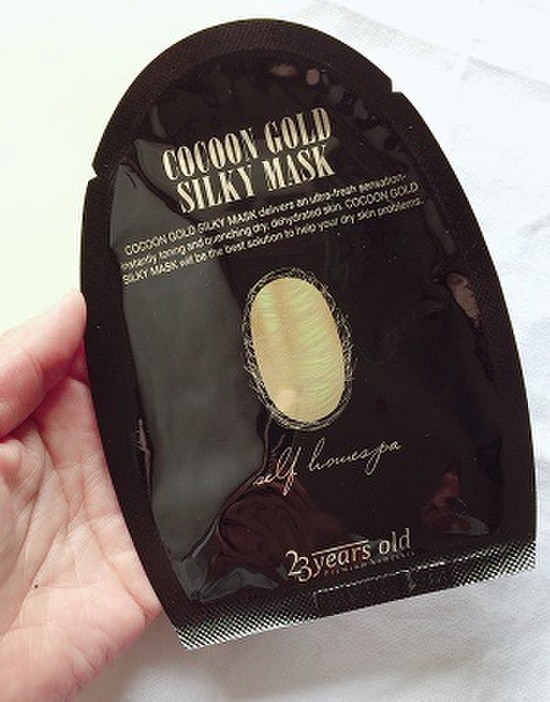 COCOON GOLD
SILKY MASK
COCOON GOLD SILKY MASK delivers an ultra-fresh sensation-
instantly toning and quenching dry, dehydrated skin. COCOON GOLD
SILKY MASK will be the best solution to help your dry skin problems.
self homespa
23 years old